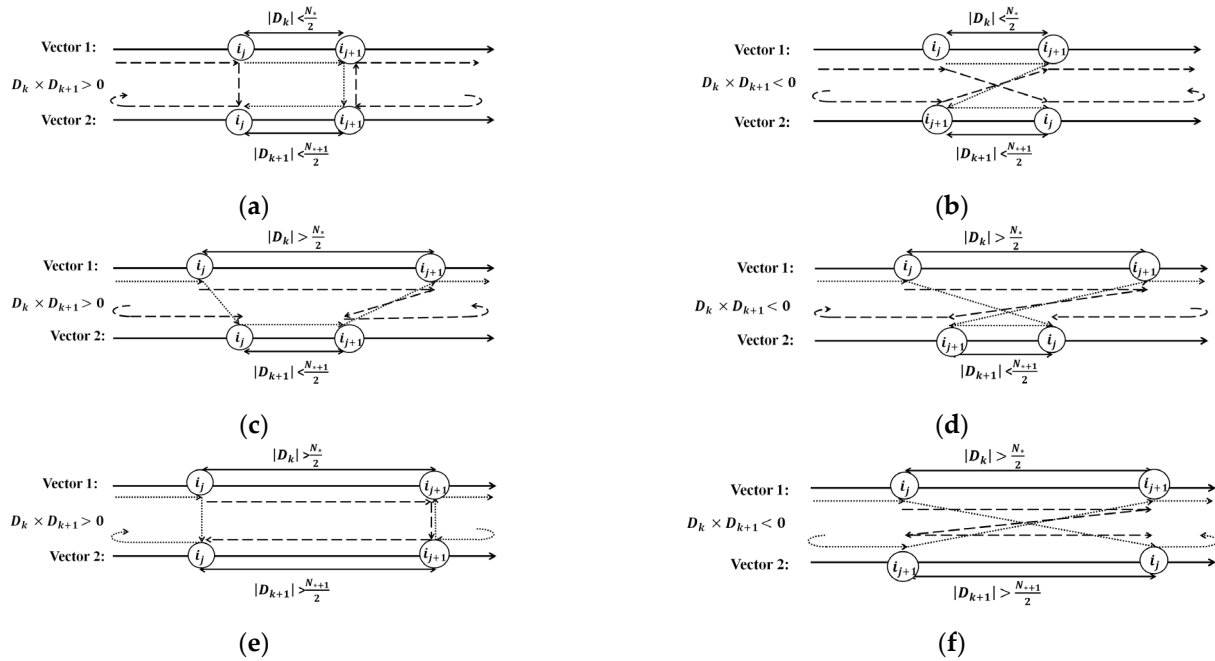 |D_k| < N_*/2
Vector 1: i_j i_{j+1}
D_k × D_{k+1} > 0
Vector 2: i_j i_{j+1}
|D_{k+1}| < N_{*+1}/2
(a)
|D_k| < N_*/2
Vector 1: i_j i_{j+1}
D_k × D_{k+1} < 0
Vector 2: i_{j+1} i_j
|D_{k+1}| < N_{*+1}/2
(b)
|D_k| > N_*/2
Vector 1: i_j i_{j+1}
D_k × D_{k+1} > 0
Vector 2: i_j i_{j+1}
|D_{k+1}| < N_{*+1}/2
(c)
|D_k| > N_*/2
Vector 1: i_j i_{j+1}
D_k × D_{k+1} < 0
Vector 2: i_{j+1} i_j
|D_{k+1}| < N_{*+1}/2
(d)
|D_k| > N_*/2
Vector 1: i_j i_{j+1}
D_k × D_{k+1} > 0
Vector 2: i_j i_{j+1}
|D_{k+1}| > N_{*+1}/2
(e)
|D_k| > N_*/2
Vector 1: i_j i_{j+1}
D_k × D_{k+1} < 0
Vector 2: i_{j+1} i_j
|D_{k+1}| > N_{*+1}/2
(f)